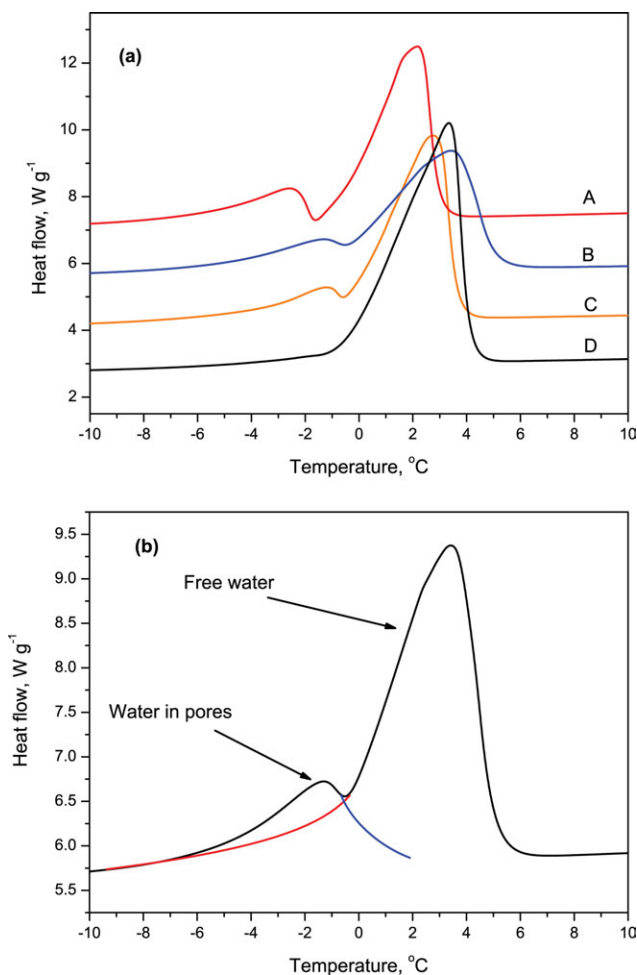 (a)
12
10
8
6
4
2
Heat flow, W g⁻¹
A
B
C
D
-10 -8 -6 -4 -2 0 2 4 6 8 10
Temperature, °C
(b)
9.5
9.0
8.5
8.0
7.5
7.0
6.5
6.0
5.5
Heat flow, W g⁻¹
Free water
Water in pores
-10 -8 -6 -4 -2 0 2 4 6 8 10
Temperature, °C